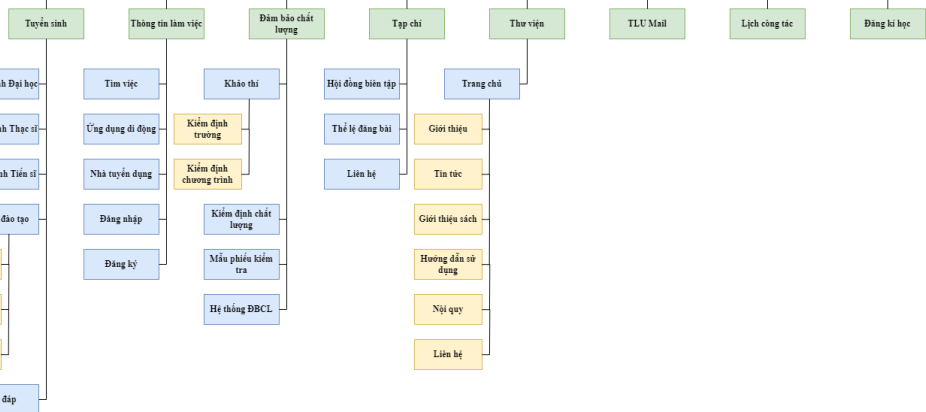 Tuyển sinh
Thông tin làm việc
Đảm bảo chất
lượng
Tạp chí
Thư viện
TLU Mail
Lịch công tác
Đăng kí học
nh Đại học
nh Thạc sĩ
nh Tiến sĩ
đào tạo
đáp
Tìm việc
Ứng dụng di động
Nhà tuyển dụng
Đăng nhập
Đăng ký
Khảo thí
Kiểm định
trường
Kiểm định
chương trình
Kiểm định chất
lượng
Mẫu phiếu kiểm
tra
Hệ thống ĐBCL
Hội đồng biên tập
Thể lệ đăng bài
Liên hệ
Trang chủ
Giới thiệu
Tin tức
Giới thiệu sách
Hướng dẫn sử
dụng
Nội quy
Liên hệ